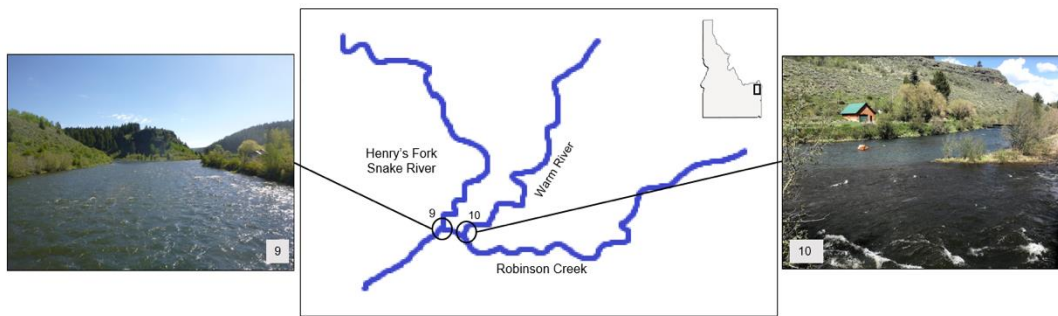 Henry's Fork
Snake River
Warm River
9
10
Robinson Creek
9
10